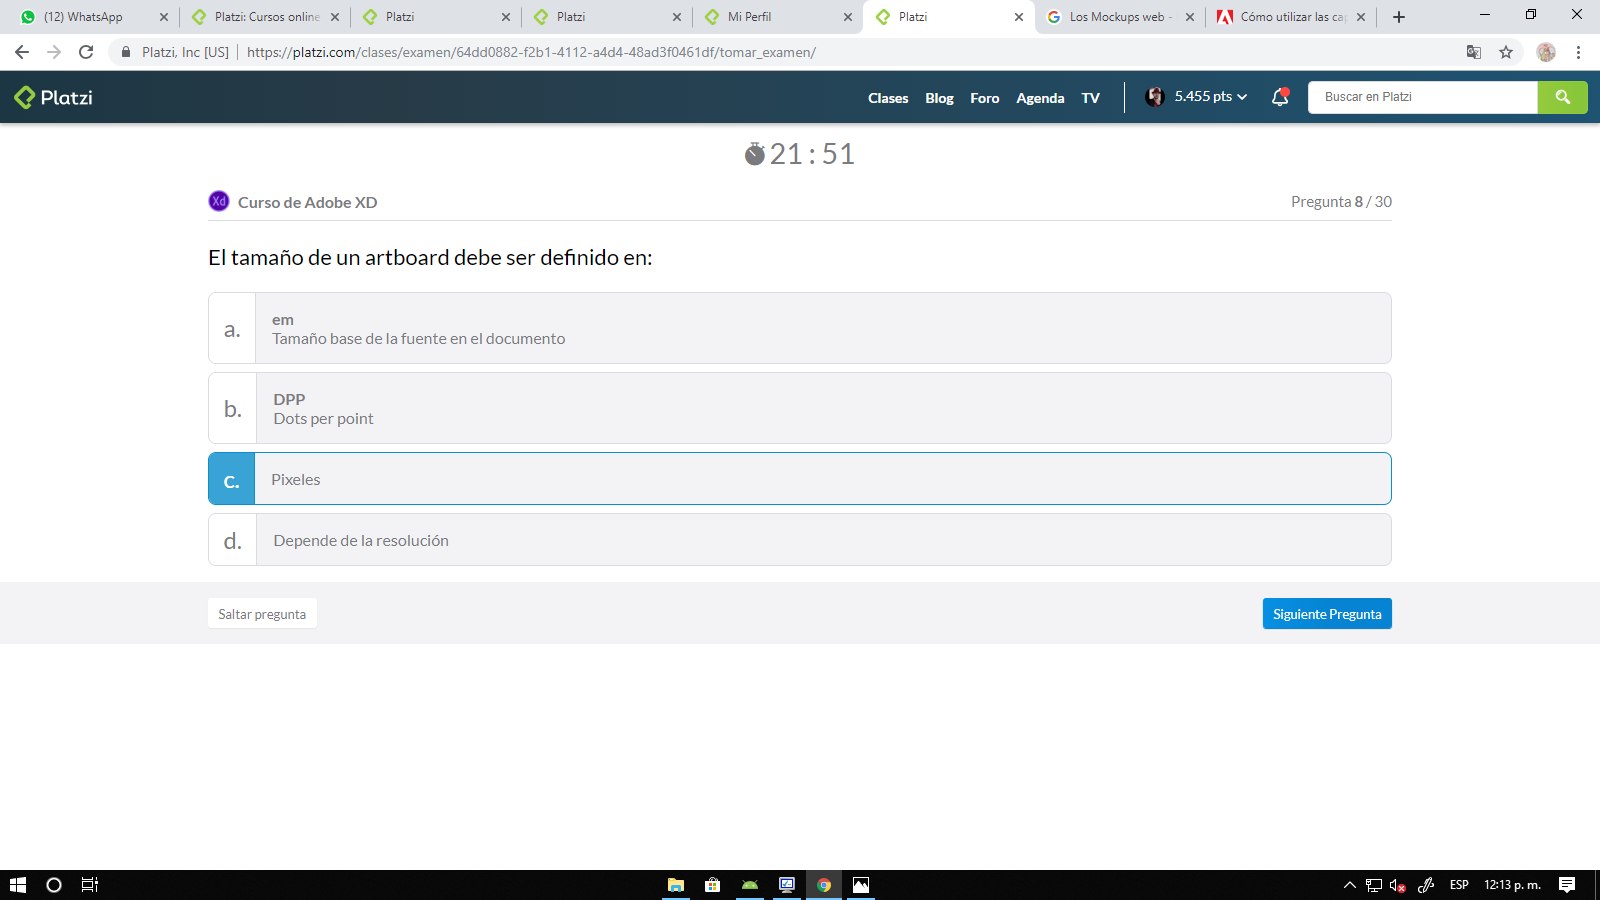 (12) WhatsApp
Platzi: Cursos online
Platzi
Platzi
Mi Perfil
Platzi
Los Mockups web -
Cómo utilizar las ca
Platzi, Inc [US]
https://platzi.com/clases/examen/64dd0882-f2b1-4112-a4d4-48ad3f0461df/tomar_examen/
Platzi
Clases
Blog
Foro
Agenda
TV
5.455 pts
Buscar en Platzi
21 : 51
Xd
Curso de Adobe XD
Pregunta 8 / 30
El tamaño de un artboard debe ser definido en:
a.
em
Tamaño base de la fuente en el documento
b.
DPP
Dots per point
c.
Pixeles
d.
Depende de la resolución
Saltar pregunta
Siguiente Pregunta
ESP
12:13 p. m.